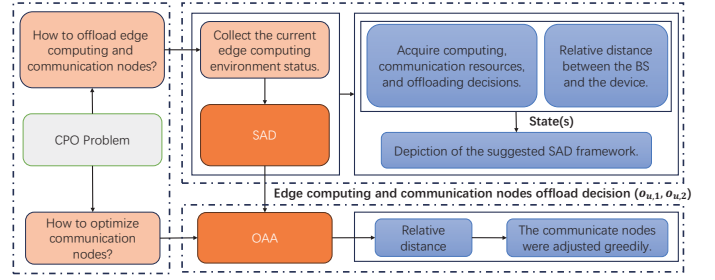 How to offload edge
computing and
communication nodes?
Collect the current
edge computing
environment status.
Acquire computing,
communication resources,
and offloading decisions.
Relative distance
between the BS
and the device.
State(s)
CPO Problem
SAD
Depiction of the suggested SAD framework.
Edge computing and communication nodes offload decision (o_{u,1}, o_{u,2})
How to optimize
communication
nodes?
OAA
Relative
distance
The communicate nodes
were adjusted greedily.